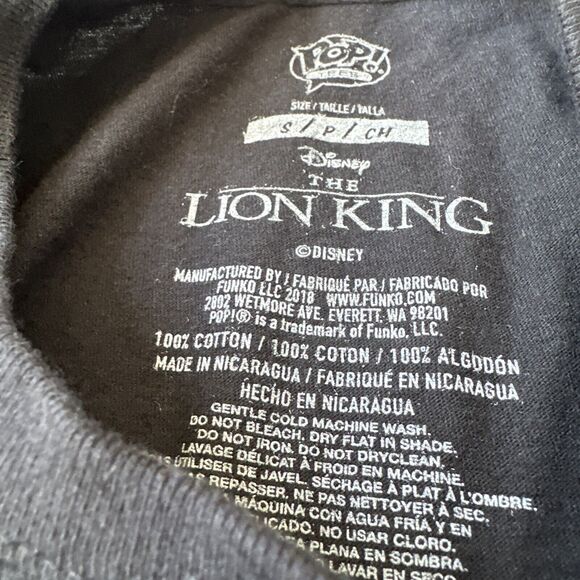 POP!
TEES
SIZE / TAILLE / TALLA
S / P / CH
Disney
THE
LION KING
©DISNEY
MANUFACTURED BY / FABRIQUÉ PAR / FABRICADO POR
FUNKO LLC 2018 WWW.FUNKO.COM
2802 WETMORE AVE. EVERETT, WA 98201
POP!® is a trademark of Funko, LLC.
100% COTTON / 100% COTON / 100% ALGODÓN
MADE IN NICARAGUA / FABRIQUÉ EN NICARAGUA
HECHO EN NICARAGUA
GENTLE COLD MACHINE WASH.
DO NOT BLEACH. DRY FLAT IN SHADE.
DO NOT IRON. DO NOT DRYCLEAN.
LAVAGE DÉLICAT À FROID EN MACHINE.
UTILISER DE JAVEL. SÉCHAGE À PLAT À L'OMBRE.
REPASSER. NE PAS NETTOYER À SEC.
MÁQUINA CON AGUA FRÍA Y EN
NO USAR CLORO.
PLANA EN SOMBRA.
LAVAR EN